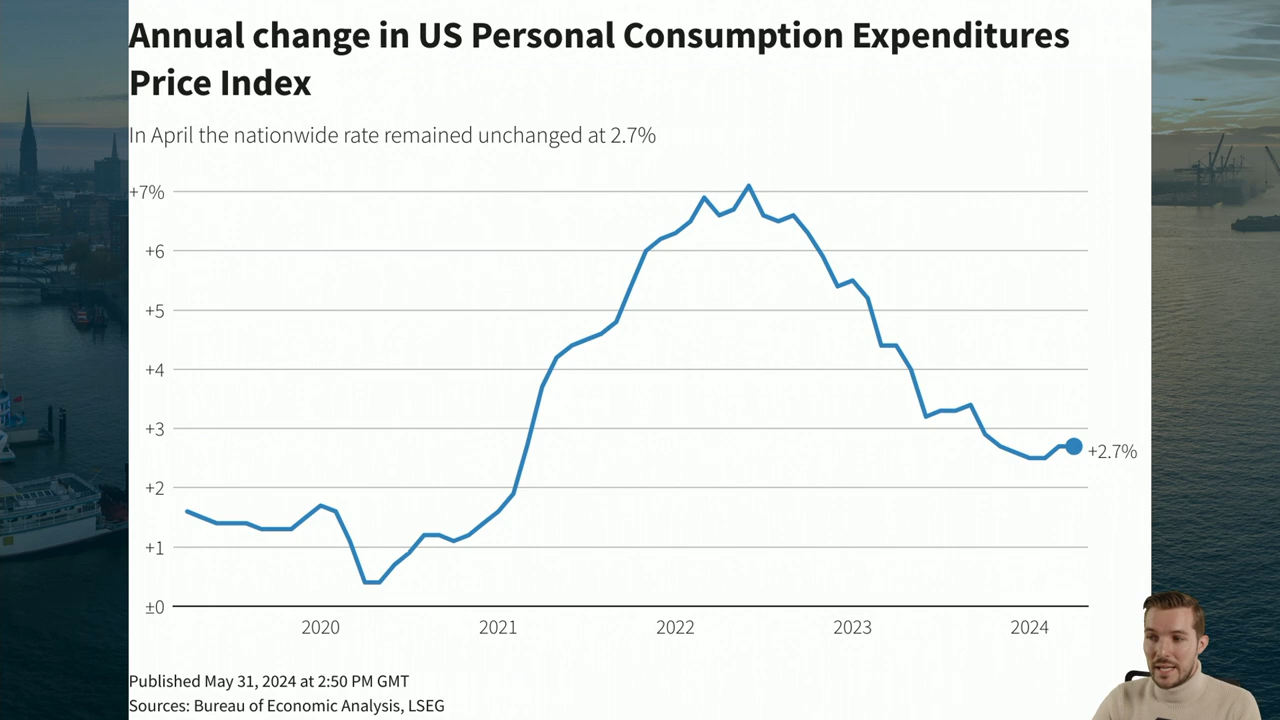 Annual change in US Personal Consumption Expenditures
Price Index
In April the nationwide rate remained unchanged at 2.7%
+7%
+6
+5
+4
+3
+2.7%
+2
+1
±0
2020 2021 2022 2023 2024
Published May 31, 2024 at 2:50 PM GMT
Sources: Bureau of Economic Analysis, LSEG